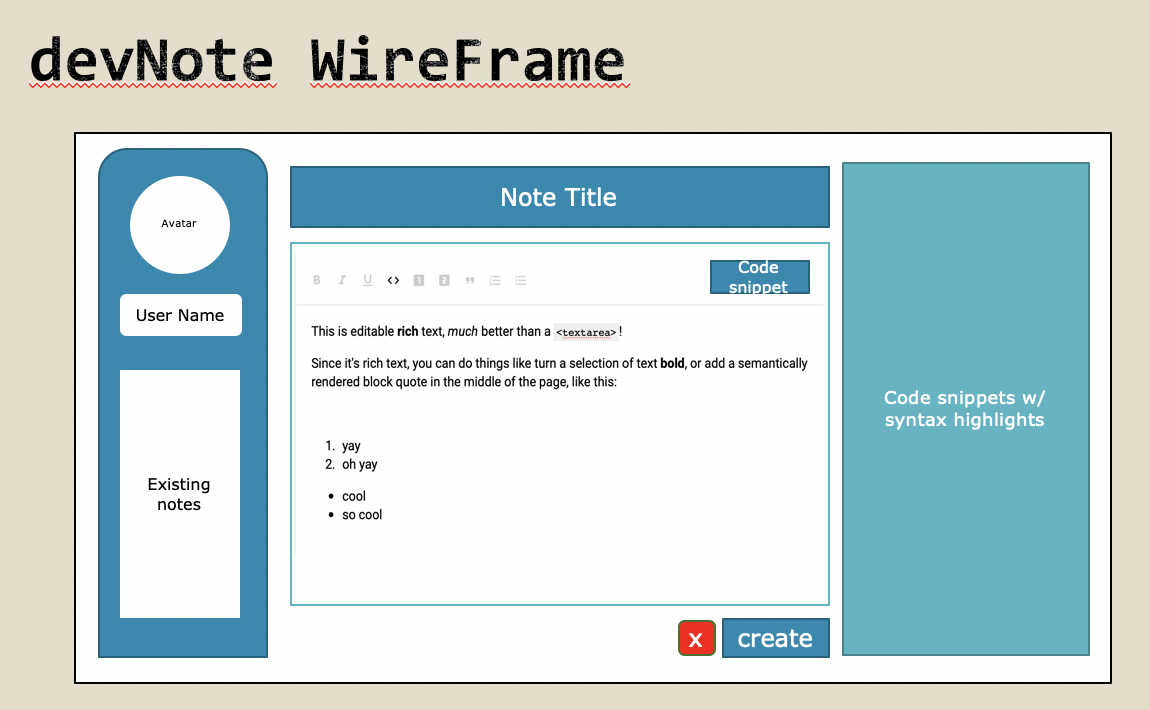 devNote WireFrame
Avatar
User Name
Existing
notes
Note Title
B I U <> 1 2 ”
Code
snippet
This is editable rich text, much better than a <textarea>!
Since it's rich text, you can do things like turn a selection of text bold, or add a semantically
rendered block quote in the middle of the page, like this:
1. yay
2. oh yay
• cool
• so cool
x
create
Code snippets w/
syntax highlights